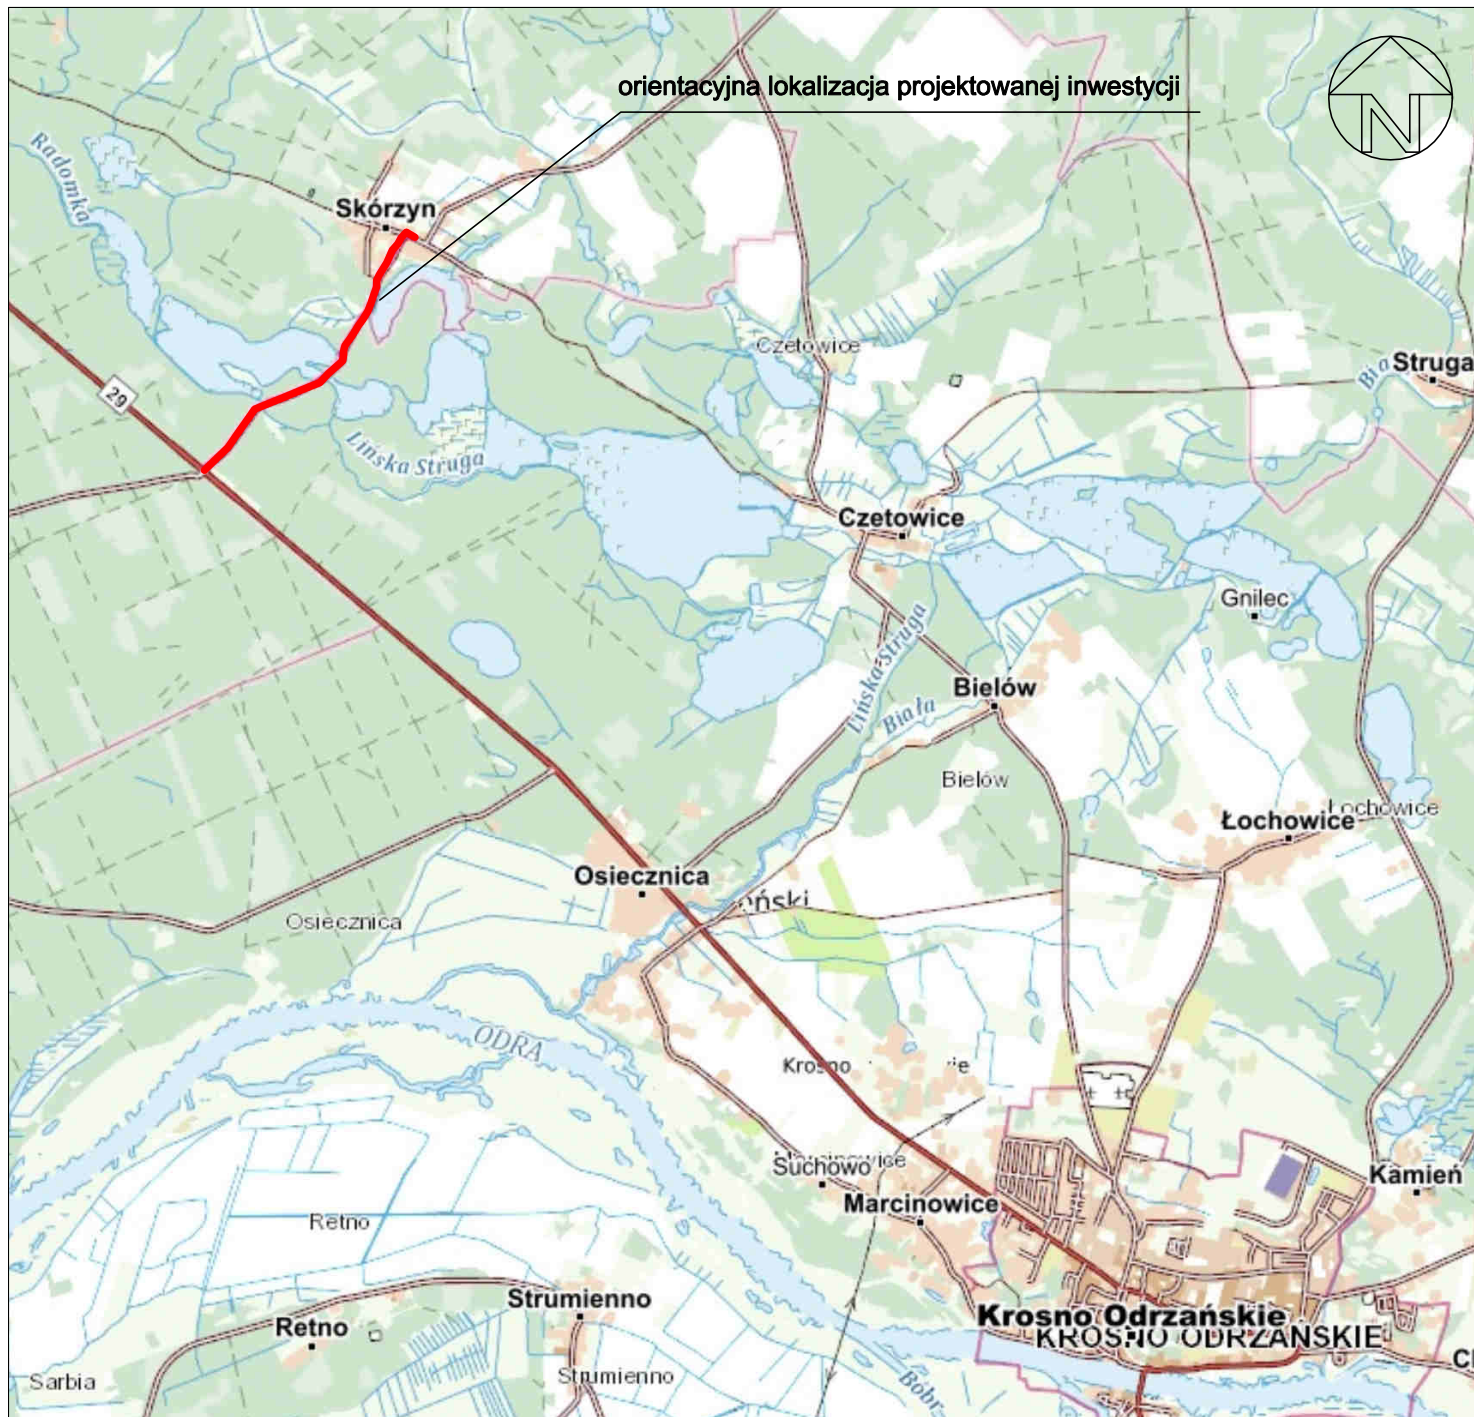 orientacyjna lokalizacja projektowanej inwestycji
N
Radomka
Skórzyn
Czetowice
Struga
29
Lińska Struga
Czetowice
Gnilec
Lińska Struga
Bielów
Biała
Bielów
Łochowice
Łochowice
Osiecznica
Osiecznica
ODRA
Krosno
Suchowo
Marcinowice
Kamień
Retno
Strumienno
Retno
Krosno Odrzańskie
KROSNO ODRZAŃSKIE
Sarbia
Strumienno
Bóbr